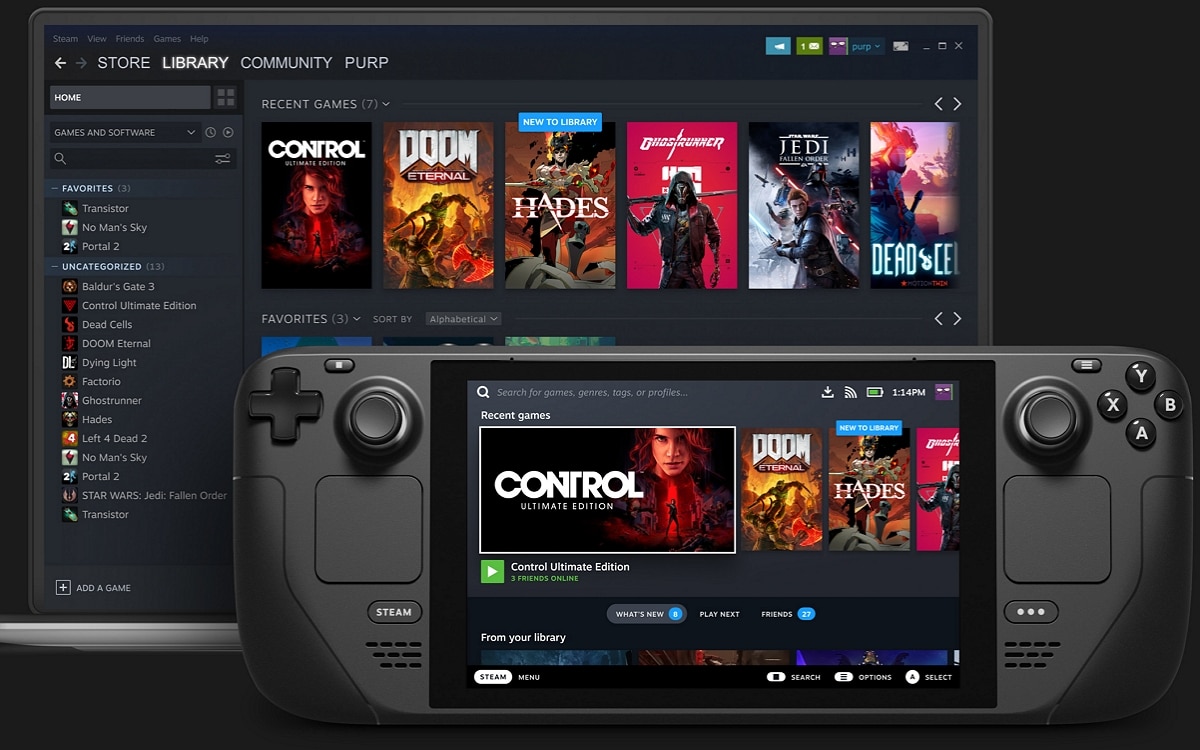 Steam View Friends Games Help
1 purp
STORE LIBRARY COMMUNITY PURP
HOME
GAMES AND SOFTWARE
FAVORITES (3)
Transistor
No Man's Sky
Portal 2
UNCATEGORIZED (13)
Baldur's Gate 3
Control Ultimate Edition
Dead Cells
DOOM Eternal
Dying Light
Factorio
Ghostrunner
Hades
Left 4 Dead 2
No Man's Sky
Portal 2
STAR WARS: Jedi: Fallen Order
Transistor
ADD A GAME
RECENT GAMES (7)
NEW TO LIBRARY
CONTROL
ULTIMATE EDITION
DOOM
ETERNAL
HADES
GHOSTRUNNER
STAR WARS
JEDI
FALLEN ORDER
DEAD CEL
MOTIONTWIN
FAVORITES (3) SORT BY Alphabetical
Search for games, genres, tags, or profiles...
1:14PM
Recent games
NEW TO LIBRARY
CONTROL
ULTIMATE EDITION
DOOM
ETERNAL
HADES
Control Ultimate Edition
3 FRIENDS ONLINE
WHAT'S NEW 8 PLAY NEXT FRIENDS 27
From your library
STEAM MENU SEARCH OPTIONS A SELECT
STEAM
Y
X B
A